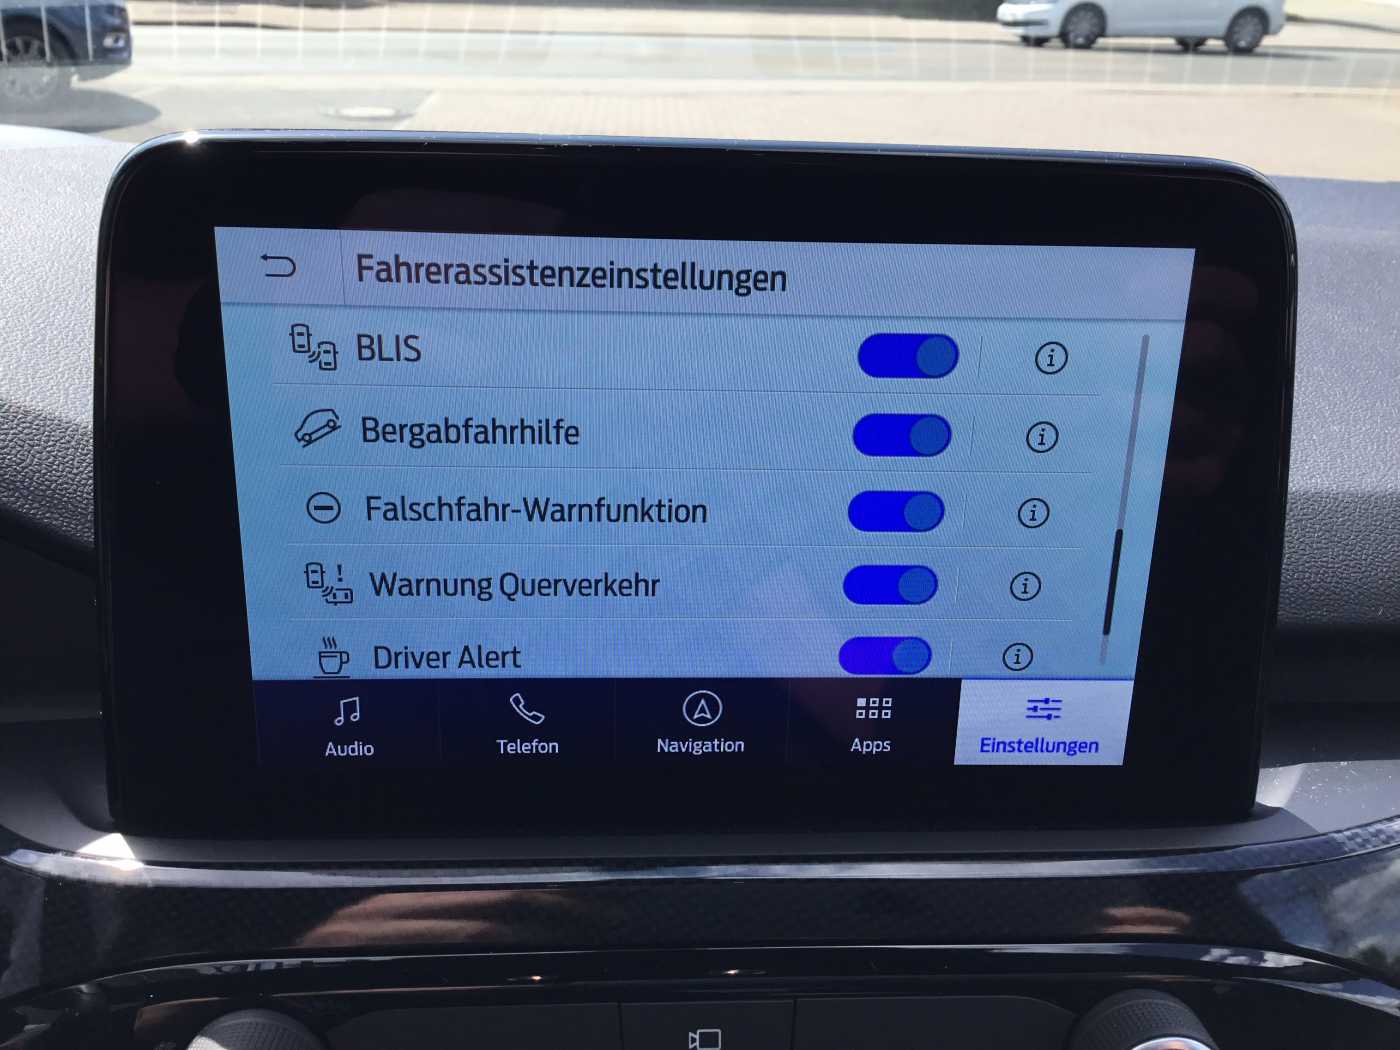 Fahrerassistenzeinstellungen
BLIS
Bergabfahrhilfe
Falschfahr-Warnfunktion
Warnung Querverkehr
Driver Alert
Audio
Telefon
Navigation
Apps
Einstellungen